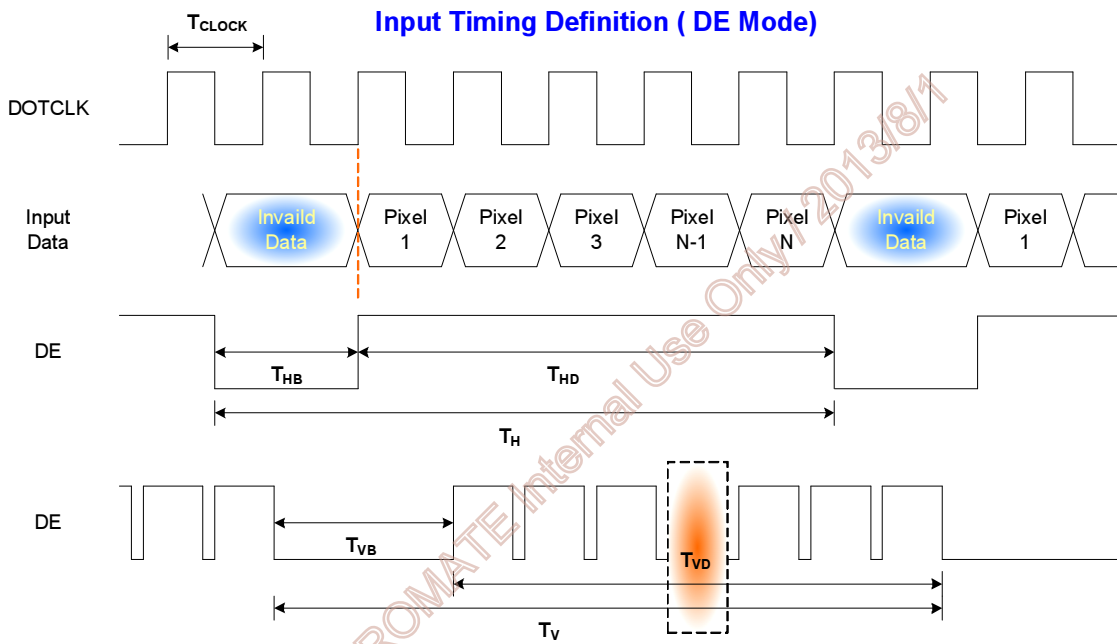 Input Timing Definition ( DE Mode)
TCLOCK
DOTCLK
Input
Data
Invaild
Data
Pixel
1
Pixel
2
Pixel
3
Pixel
N-1
Pixel
N
Invaild
Data
Pixel
1
DE
THB
THD
TH
DE
TVB
TVD
TV
ROMATE Internal Use Only / 2013/8/1